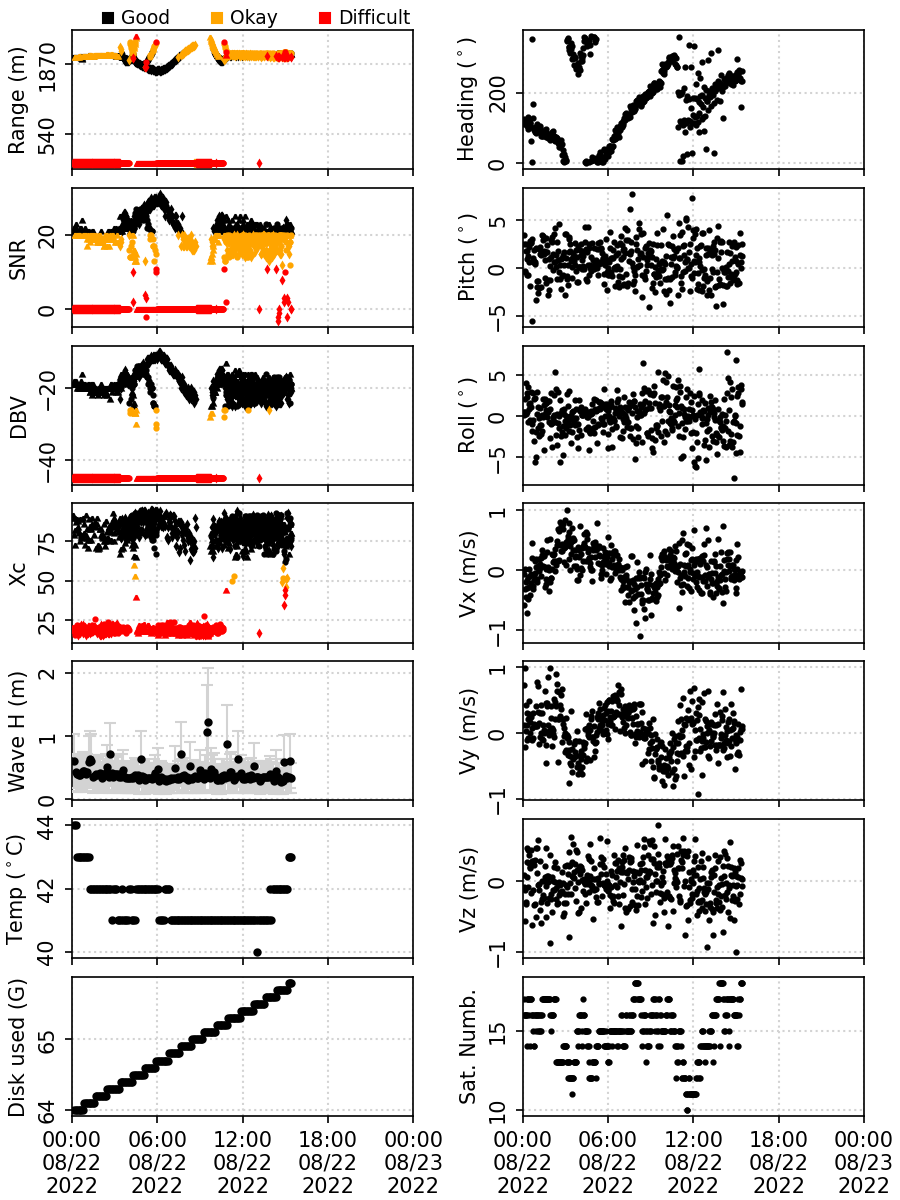 Good Okay Difficult
Range (m)
1870
540
Heading (°)
200
0
SNR
20
0
Pitch (°)
5
0
−5
DBV
−20
−40
Roll (°)
5
0
−5
Xc
75
50
25
Vx (m/s)
1
0
−1
Wave H (m)
2
1
0
Vy (m/s)
1
0
−1
Temp (°C)
44
42
40
Vz (m/s)
0
−1
Disk used (G)
65
64
Sat. Numb.
15
10
00:00 06:00 12:00 18:00 00:00
08/22 08/22 08/22 08/22 08/23
2022 2022 2022 2022 2022
00:00 06:00 12:00 18:00 00:00
08/22 08/22 08/22 08/22 08/23
2022 2022 2022 2022 2022